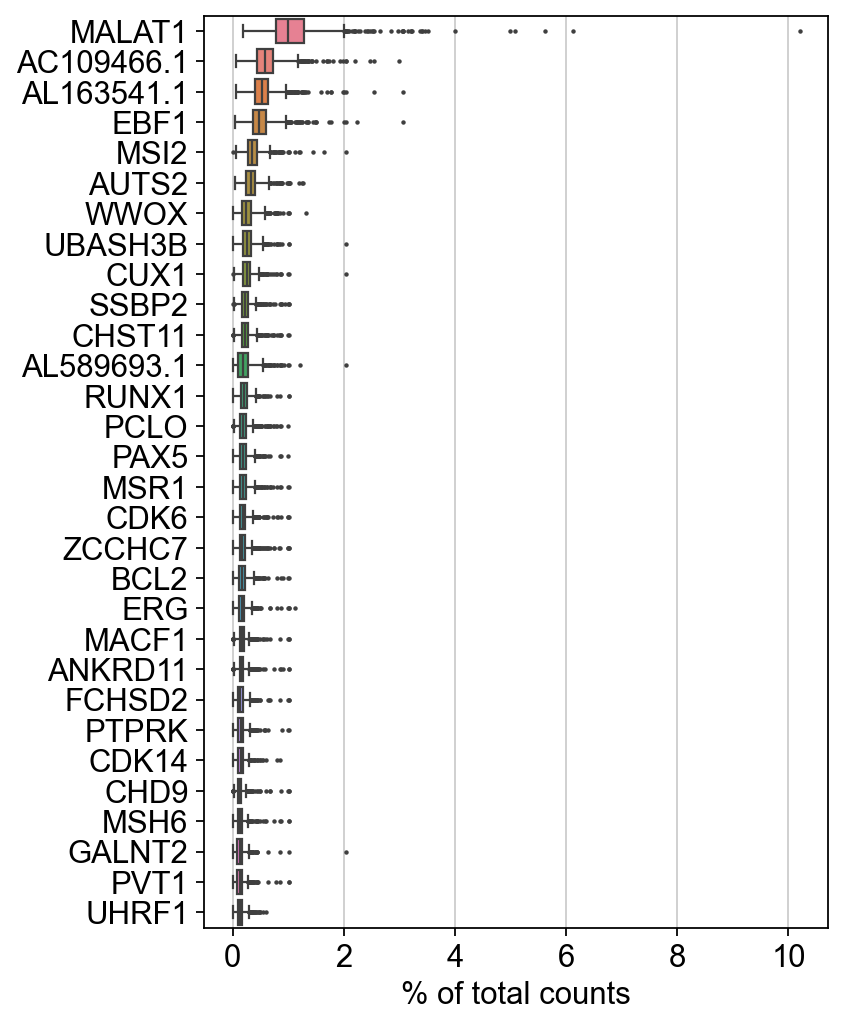 MALAT1
AC109466.1
AL163541.1
EBF1
MSI2
AUTS2
WWOX
UBASH3B
CUX1
SSBP2
CHST11
AL589693.1
RUNX1
PCLO
PAX5
MSR1
CDK6
ZCCHC7
BCL2
ERG
MACF1
ANKRD11
FCHSD2
PTPRK
CDK14
CHD9
MSH6
GALNT2
PVT1
UHRF1
0 2 4 6 8 10
% of total counts